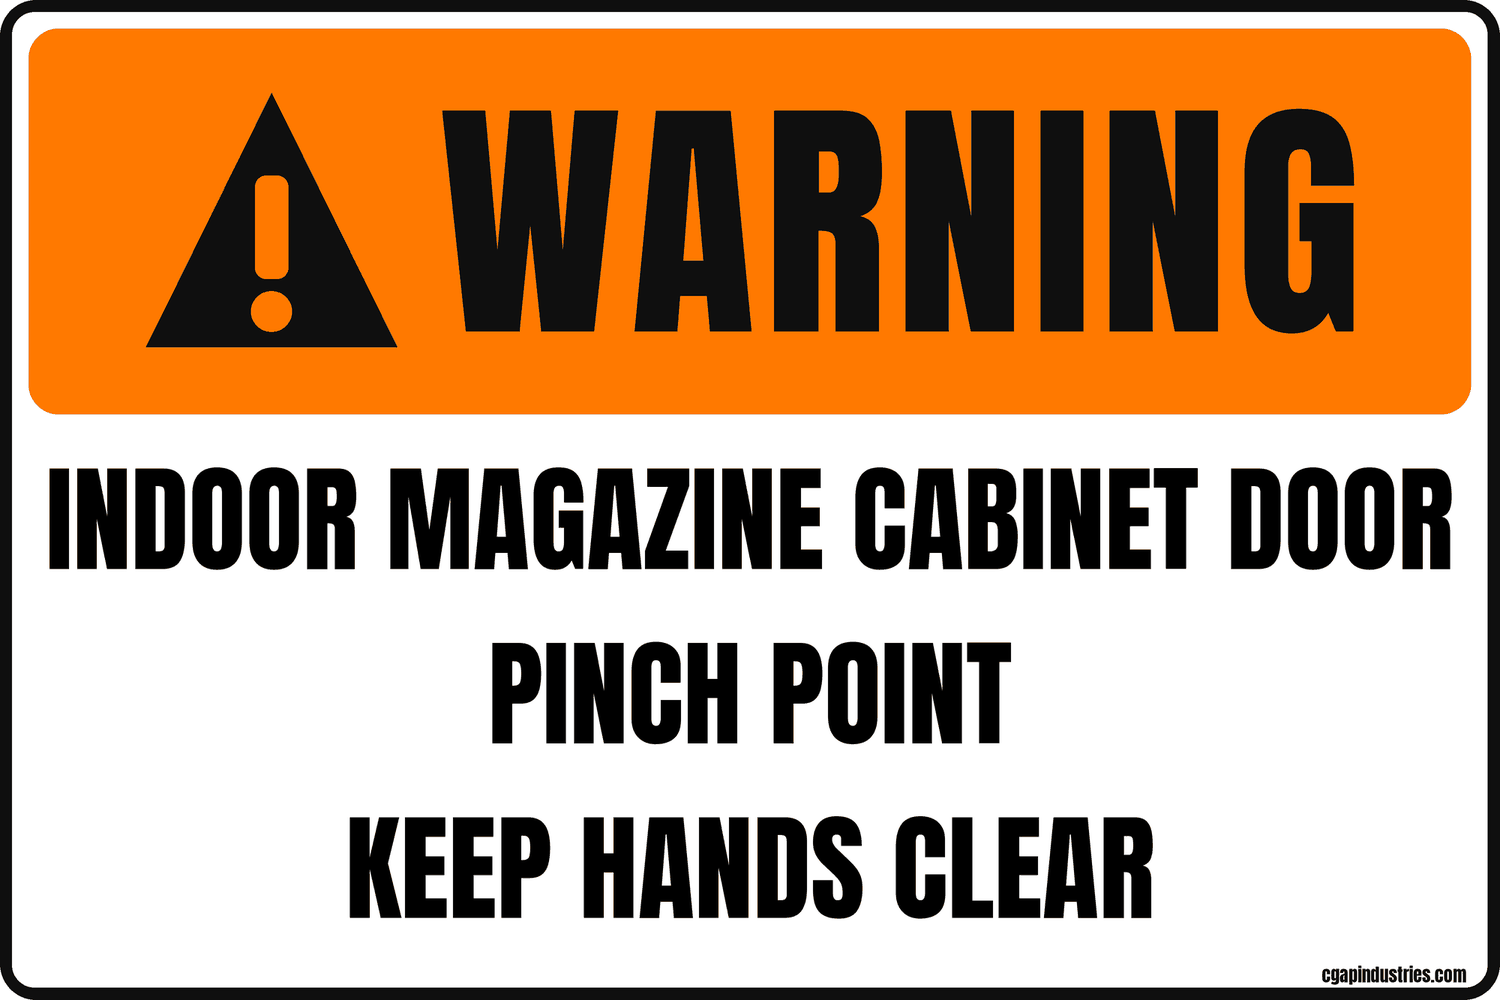 WARNING
INDOOR MAGAZINE CABINET DOOR
PINCH POINT
KEEP HANDS CLEAR
cgapindustries.com